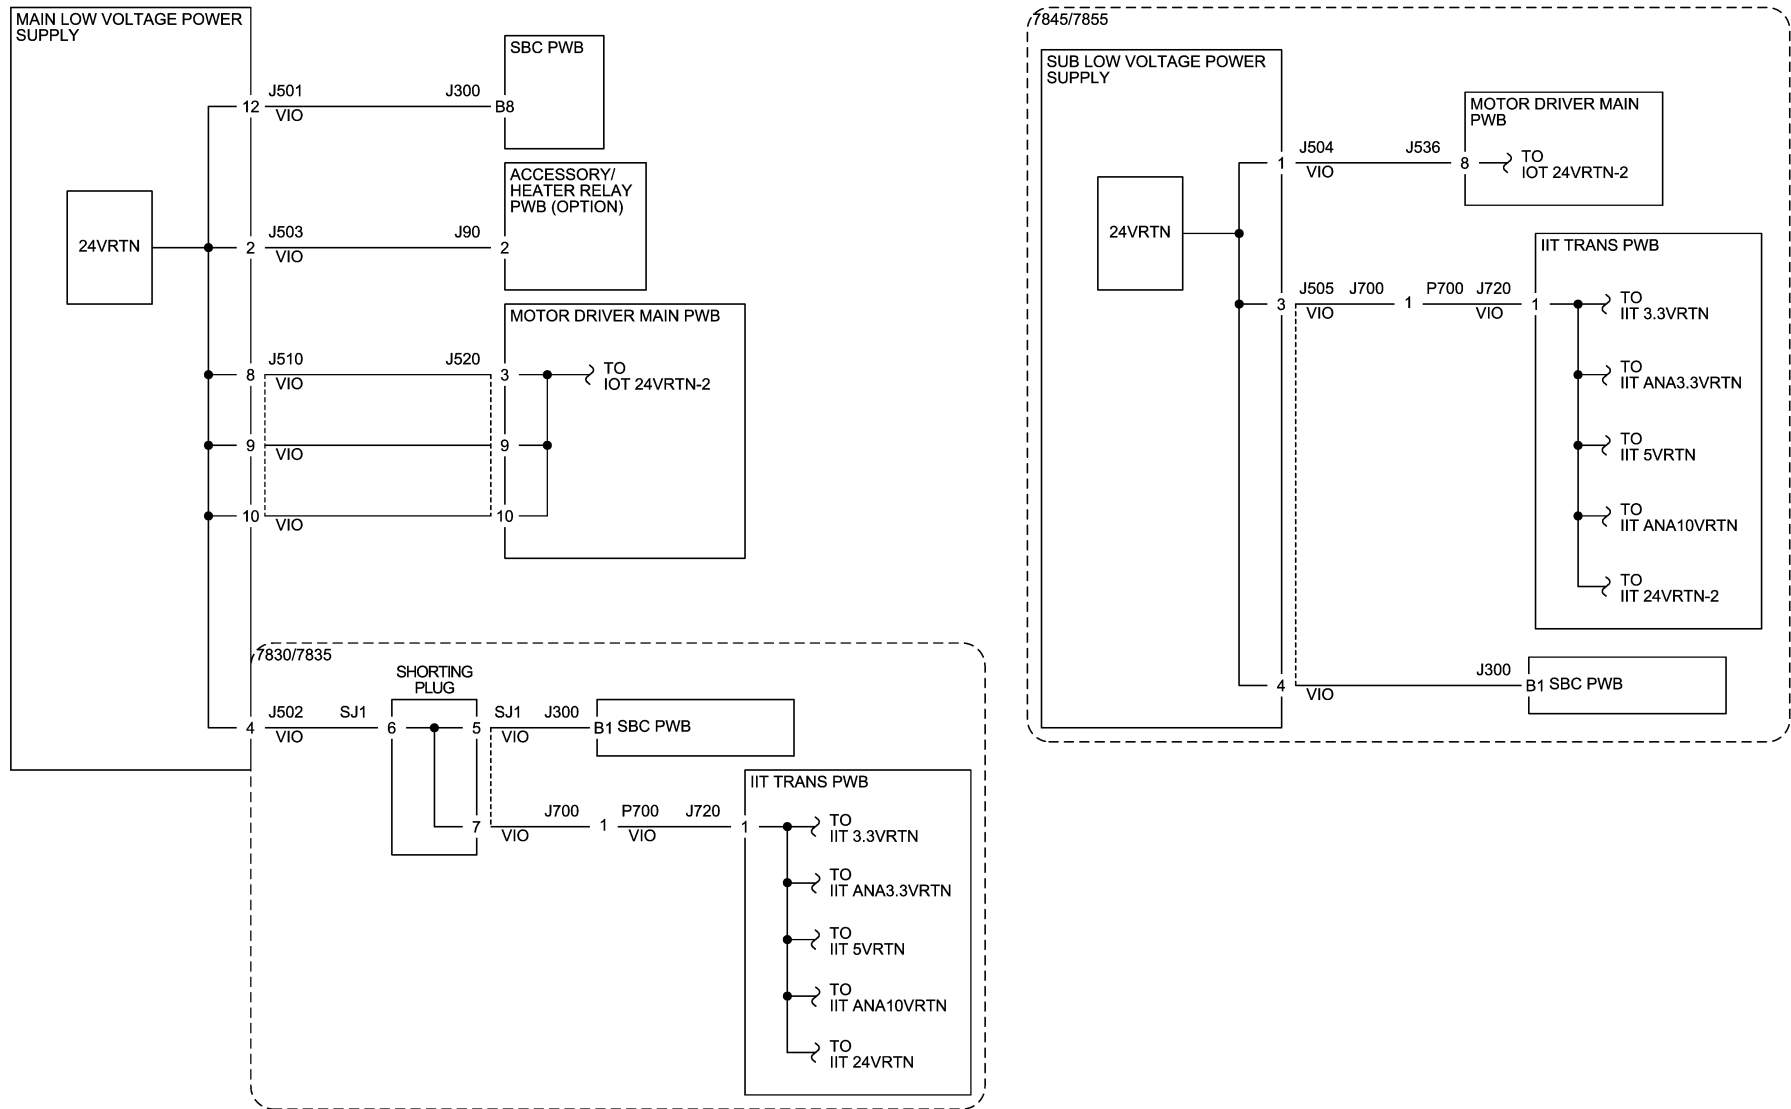 MAIN LOW VOLTAGE POWER
SUPPLY
24VRTN
12
J501
VIO
J300
B8
SBC PWB
2
J503
VIO
J90
2
ACCESSORY/
HEATER RELAY
PWB (OPTION)
MOTOR DRIVER MAIN PWB
8
J510
VIO
J520
3
TO
IOT 24VRTN-2
9
VIO
9
10
VIO
10
7830/7835
SHORTING
PLUG
4
J502
VIO
SJ1
6
5
SJ1
VIO
J300
B1
SBC PWB
7
VIO
J700
1
P700
VIO
J720
1
IIT TRANS PWB
TO
IIT 3.3VRTN
TO
IIT ANA3.3VRTN
TO
IIT 5VRTN
TO
IIT ANA10VRTN
TO
IIT 24VRTN
7845/7855
SUB LOW VOLTAGE POWER
SUPPLY
24VRTN
1
J504
VIO
J536
8
MOTOR DRIVER MAIN
PWB
TO
IOT 24VRTN-2
3
J505
VIO
J700
1
P700
J720
VIO
1
IIT TRANS PWB
TO
IIT 3.3VRTN
TO
IIT ANA3.3VRTN
TO
IIT 5VRTN
TO
IIT ANA10VRTN
TO
IIT 24VRTN-2
4
VIO
J300
B1
SBC PWB